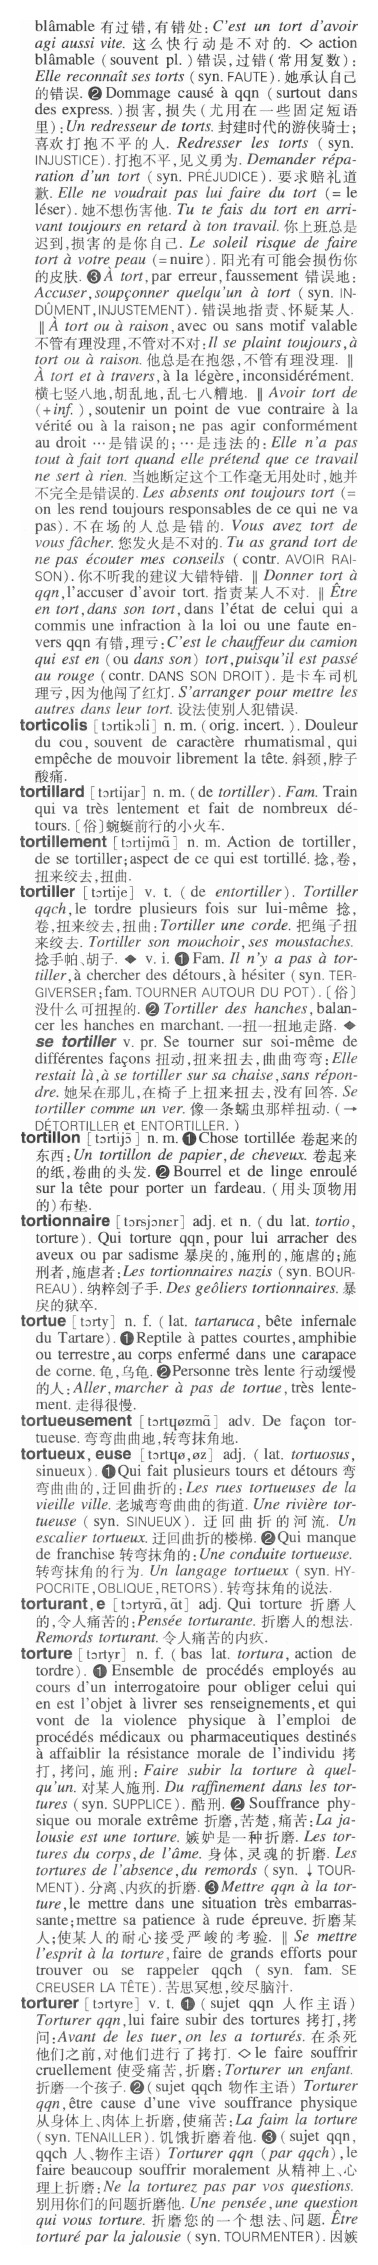 blâmable 有过错,有错处: C'est un tort d'avoir
agi aussi vite. 这么快行动是不对的. ◇ action
blâmable (souvent pl.) 错误,过错(常用复数):
Elle reconnaît ses torts (syn. FAUTE). 她承认自己
的错误. ❷ Dommage causé à qqn (surtout dans
des express.) 损害,损失(尤用在一些固定短语
里): Un redresseur de torts. 封建时代的游侠骑士;
喜欢打抱不平的人. Redresser les torts (syn.
INJUSTICE). 打抱不平,见义勇为. Demander répa-
ration d'un tort (syn. PRÉJUDICE). 要求赔礼道
歉. Elle ne voudrait pas lui faire du tort (= le
léser). 她不想伤害他. Tu te fais du tort en arri-
vant toujours en retard à ton travail. 你上班总是
迟到,损害的是你自己. Le soleil risque de faire
tort à votre peau (= nuire). 阳光有可能会损伤你
的皮肤. ❸ À tort, par erreur, faussement 错误地:
Accuser, soupçonner quelqu'un à tort (syn. IN-
DÛMENT, INJUSTEMENT). 错误地指责、怀疑某人.
‖ À tort ou à raison, avec ou sans motif valable
不管有理没理,不管对不对: Il se plaint toujours, à
tort ou à raison. 他总是在抱怨,不管有理没理. ‖
À tort et à travers, à la légère, inconsidérément.
横七竖八地,胡乱地,乱七八糟地. ‖ Avoir tort de
(+inf.), soutenir un point de vue contraire à la
vérité ou à la raison; ne pas agir conformément
au droit …是错误的; …是违法的: Elle n'a pas
tout à fait tort quand elle prétend que ce travail
ne sert à rien. 当她断定这个工作毫无用处时,她并
不完全是错误的. Les absents ont toujours tort (=
on les rend toujours responsables de ce qui ne va
pas). 不在场的人总是错的. Vous avez tort de
vous fâcher. 您发火是不对的. Tu as grand tort de
ne pas écouter mes conseils (contr. AVOIR RAI-
SON). 你不听我的建议大错特错. ‖ Donner tort à
qqn, l'accuser d'avoir tort. 指责某人不对. ‖ Être
en tort, dans son tort, dans l'état de celui qui a
commis une infraction à la loi ou une faute en-
vers qqn 有错,理亏: C'est le chauffeur du camion
qui est en (ou dans son) tort, puisqu'il est passé
au rouge (contr. DANS SON DROIT). 是卡车司机
理亏,因为他闯了红灯. S'arranger pour mettre les
autres dans leur tort. 设法使别人犯错误.
torticolis [tɔrtikɔli] n. m. (orig. incert.). Douleur
du cou, souvent de caractère rhumatismal, qui
empêche de mouvoir librement la tête. 斜颈,脖子
酸痛.
tortillard [tɔrtijar] n. m. (de tortiller). Fam. Train
qui va très lentement et fait de nombreux dé-
tours. 〔俗〕蜿蜒前行的小火车.
tortillement [tɔrtijmɑ̃] n. m. Action de tortiller,
de se tortiller; aspect de ce qui est tortillé. 捻,卷,
扭来绞去,扭曲.
tortiller [tɔrtije] v. t. (de entortiller). Tortiller
qqch, le tordre plusieurs fois sur lui-même 捻,
卷,扭来绞去,扭曲: Tortiller une corde. 把绳子扭
来绞去. Tortiller son mouchoir, ses moustaches.
捻手帕、胡子. ◆ v. i. ❶ Fam. Il n'y a pas à tor-
tiller, à chercher des détours, à hésiter (syn. TER-
GIVERSER; fam. TOURNER AUTOUR DU POT). 〔俗〕
没什么可扭捏的. ❷ Tortiller des hanches, balan-
cer les hanches en marchant. 一扭一扭地走路. ◆
se tortiller v. pr. Se tourner sur soi-même de
différentes façons 扭动,扭来扭去,曲曲弯弯: Elle
restait là, à se tortiller sur sa chaise, sans répon-
dre. 她呆在那儿,在椅子上扭来扭去,没有回答. Se
tortiller comme un ver. 像一条蠕虫那样扭动. (→
DÉTORTILLER et ENTORTILLER.)
tortillon [tɔrtijɔ̃] n. m. ❶ Chose tortillée 卷起来的
东西: Un tortillon de papier, de cheveux. 卷起来
的纸,卷曲的头发. ❷ Bourrel et de linge enroulé
sur la tête pour porter un fardeau. (用头顶物用
的)布垫.
tortionnaire [tɔrsjɔnɛr] adj. et n. (du lat. tortio,
torture). Qui torture qqn, pour lui arracher des
aveux ou par sadisme 暴戾的,施刑的,施虐的;施
刑者,施虐者: Les tortionnaires nazis (syn. BOUR-
REAU). 纳粹刽子手. Des geôliers tortionnaires. 暴
戾的狱卒.
tortue [tɔrty] n. f. (lat. tartaruca, bête infernale
du Tartare). ❶ Reptile à pattes courtes, amphibie
ou terrestre, au corps enfermé dans une carapace
de corne. 龟,乌龟. ❷ Personne très lente 行动缓慢
的人: Aller, marcher à pas de tortue, très lente-
ment. 走得很慢.
tortueusement [tɔrtɥøzmɑ̃] adv. De façon tor-
tueuse. 弯弯曲曲地,转弯抹角地.
tortueux, euse [tɔrtɥø, øz] adj. (lat. tortuosus,
sinueux). ❶ Qui fait plusieurs tours et détours 弯
弯曲曲的,迂回曲折的: Les rues tortueuses de la
vieille ville. 老城弯弯曲曲的街道. Une rivière tor-
tueuse (syn. SINUEUX). 迂回曲折的河流. Un
escalier tortueux. 迂回曲折的楼梯. ❷ Qui manque
de franchise 转弯抹角的: Une conduite tortueuse.
转弯抹角的行为. Un langage tortueux (syn. HY-
POCRITE, OBLIQUE, RETORS). 转弯抹角的说法.
torturant, e [tɔrtyrɑ̃, ɑ̃t] adj. Qui torture 折磨人
的,令人痛苦的: Pensée torturante. 折磨人的想法.
Remords torturant. 令人痛苦的内疚.
torture [tɔrtyr] n. f. (bas lat. tortura, action de
tordre). ❶ Ensemble de procédés employés au
cours d'un interrogatoire pour obliger celui qui
en est l'objet à livrer ses renseignements, et qui
vont de la violence physique à l'emploi de
procédés médicaux ou pharmaceutiques destinés
à affaiblir la résistance morale de l'individu 拷
打,拷问,施刑: Faire subir la torture à quel-
qu'un. 对某人施刑. Du raffinement dans les tor-
tures (syn. SUPPLICE). 酷刑. ❷ Souffrance phy-
sique ou morale extrême 折磨,苦楚,痛苦: La ja-
lousie est une torture. 嫉妒是一种折磨. Les tor-
tures du corps, de l'âme. 身体,灵魂的折磨. Les
tortures de l'absence, du remords (syn. ↓ TOUR-
MENT). 分离、内疚的折磨. ❸ Mettre qqn à la tor-
ture, le mettre dans une situation très embarras-
sante; mettre sa patience à rude épreuve. 折磨某
人;使某人的耐心接受严峻的考验. ‖ Se mettre
l'esprit à la torture, faire de grands efforts pour
trouver ou se rappeler qqch (syn. fam. SE
CREUSER LA TÊTE). 苦思冥想,绞尽脑汁.
torturer [tɔrtyre] v. t. ❶ (sujet qqn 人作主语)
Torturer qqn, lui faire subir des tortures 拷打,拷
问: Avant de les tuer, on les a torturés. 在杀死
他们之前,对他们进行了拷打. ◇ le faire souffrir
cruellement 使受痛苦,折磨: Torturer un enfant.
折磨一个孩子. ❷ (sujet qqch 物作主语) Torturer
qqn, être cause d'une vive souffrance physique
从身体上、肉体上折磨,使痛苦: La faim la torture
(syn. TENAILLER). 饥饿折磨着他. ❸ (sujet qqn,
qqch 人、物作主语) Torturer qqn (par qqch), le
faire beaucoup souffrir moralement 从精神上、心
理上折磨: Ne la torturez pas par vos questions.
别用你们的问题折磨他. Une pensée, une question
qui vous torture. 折磨您的一个想法、问题. Être
torturé par la jalousie (syn. TOURMENTER). 因嫉